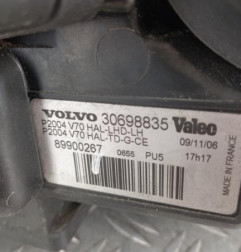 VOLVO 30698835 Valeo
P2004 V70 HAL-LHD-LH
P2004 V70 HAL-TD-G-CE 09/11/06
89900267 0655 PU5 17h17
MADE IN FRANCE